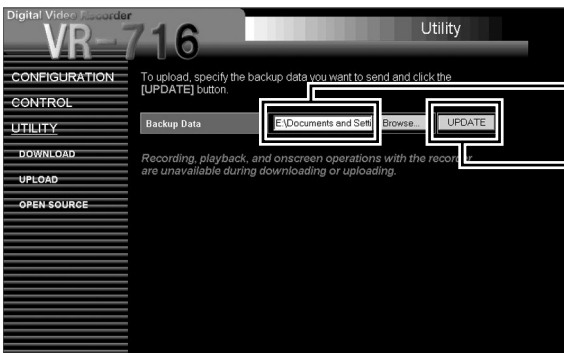 Digital Video Recorder
VR-716
Utility
CONFIGURATION
CONTROL
UTILITY
DOWNLOAD
UPLOAD
OPEN SOURCE
To upload, specify the backup data you want to send and click the
[UPDATE] button.
Backup Data E:\Documents and Setti Browse... UPDATE
Recording, playback, and onscreen operations with the recorder
are unavailable during downloading or uploading.